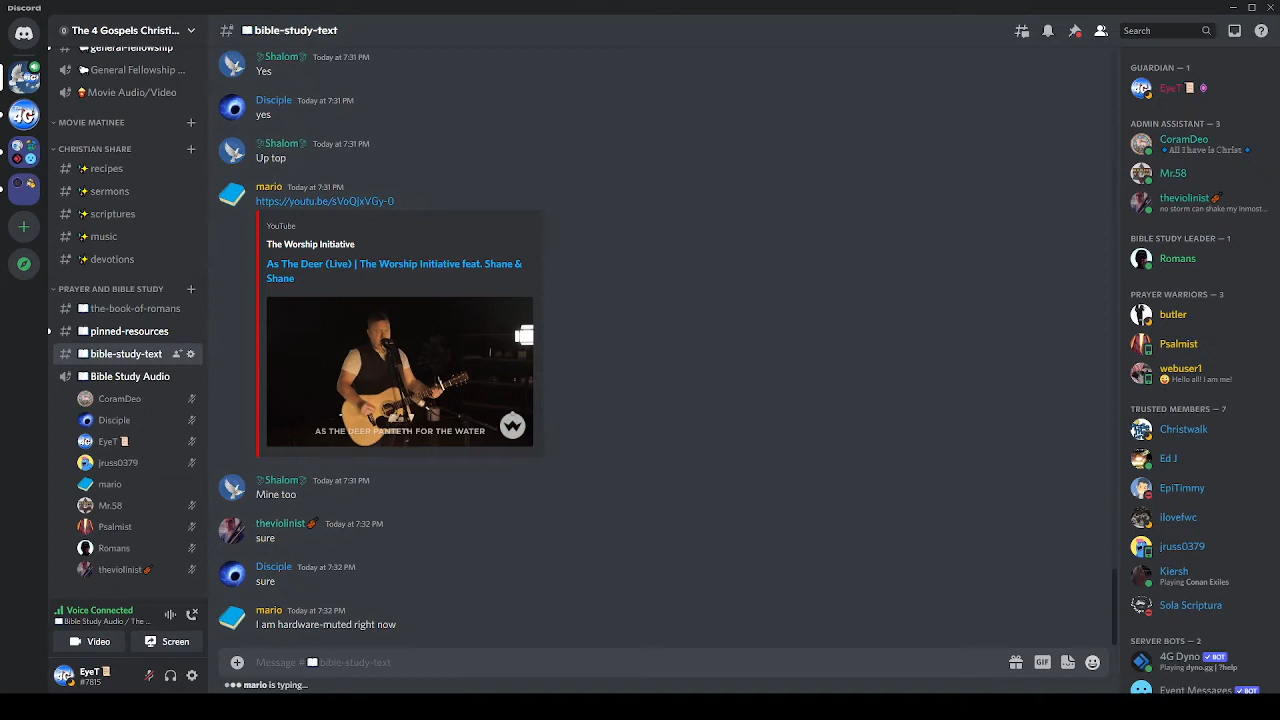 Discord
The 4 Gospels Christi...
general-fellowship
General Fellowship ...
Movie Audio/Video
MOVIE MATINEE
CHRISTIAN SHARE
recipes
sermons
scriptures
music
devotions
PRAYER AND BIBLE STUDY
the-book-of-romans
pinned-resources
bible-study-text
Bible Study Audio
CoramDeo
Disciple
EyeT
jruss0379
mario
Mr.58
Psalmist
Romans
theviolinist
Voice Connected
Bible Study Audio / The ...
Video
Screen
EyeT
#7815
bible-study-text
Search
Shalom Today at 7:31 PM
Yes
Disciple Today at 7:31 PM
yes
Shalom Today at 7:31 PM
Up top
mario Today at 7:31 PM
https://youtu.be/sVoQJxVGy-0
YouTube
The Worship Initiative
As The Deer (Live) | The Worship Initiative feat. Shane &
Shane
AS THE DEER PANTETH FOR THE WATER
Shalom Today at 7:31 PM
Mine too
theviolinist Today at 7:32 PM
sure
Disciple Today at 7:32 PM
sure
mario Today at 7:32 PM
I am hardware-muted right now
Message # bible-study-text
GIF
mario is typing...
GUARDIAN — 1
EyeT
ADMIN ASSISTANT — 3
CoramDeo
All I have is Christ
Mr.58
theviolinist
no storm can shake my inmost...
BIBLE STUDY LEADER — 1
Romans
PRAYER WARRIORS — 3
butler
Psalmist
webuser1
Hello all! I am me!
TRUSTED MEMBERS — 7
Christwalk
Ed J
EpiTimmy
ilovefwc
jruss0379
Kiersh
Playing Conan Exiles
Sola Scriptura
SERVER BOTS — 2
4G Dyno ✓ BOT
Playing dyno.gg | ?help
Event Messages ✓ BOT